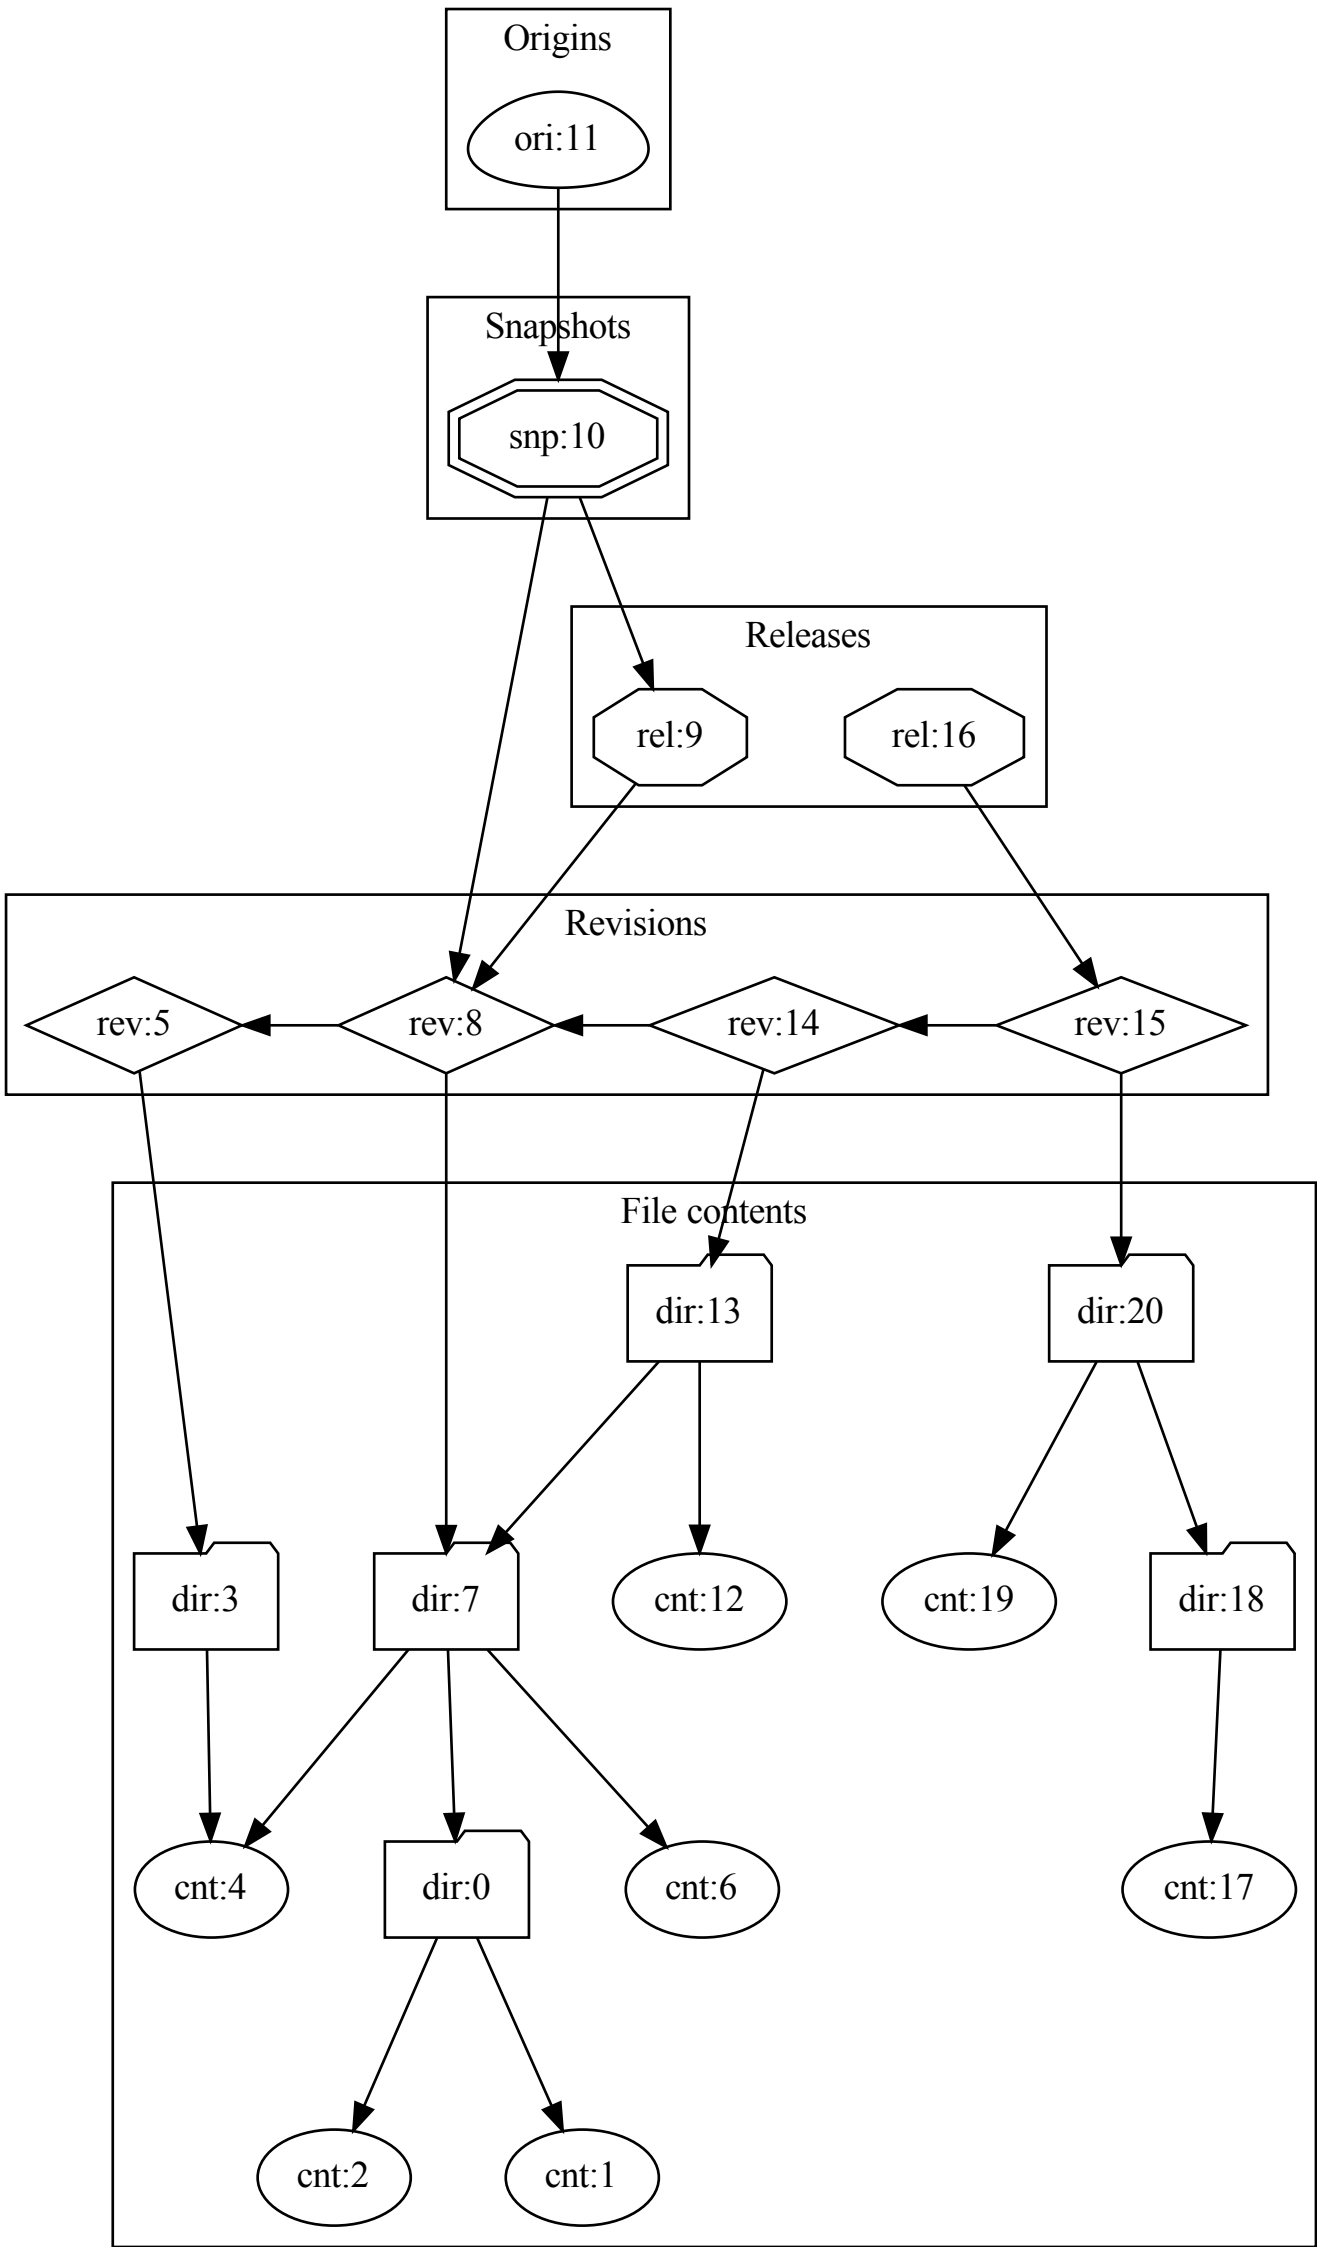 Origins
ori:11
Snapshots
snp:10
Releases
rel:9
rel:16
Revisions
rev:5
rev:8
rev:14
rev:15
File contents
dir:13
dir:20
dir:3
dir:7
cnt:12
cnt:19
dir:18
cnt:4
dir:0
cnt:6
cnt:17
cnt:2
cnt:1